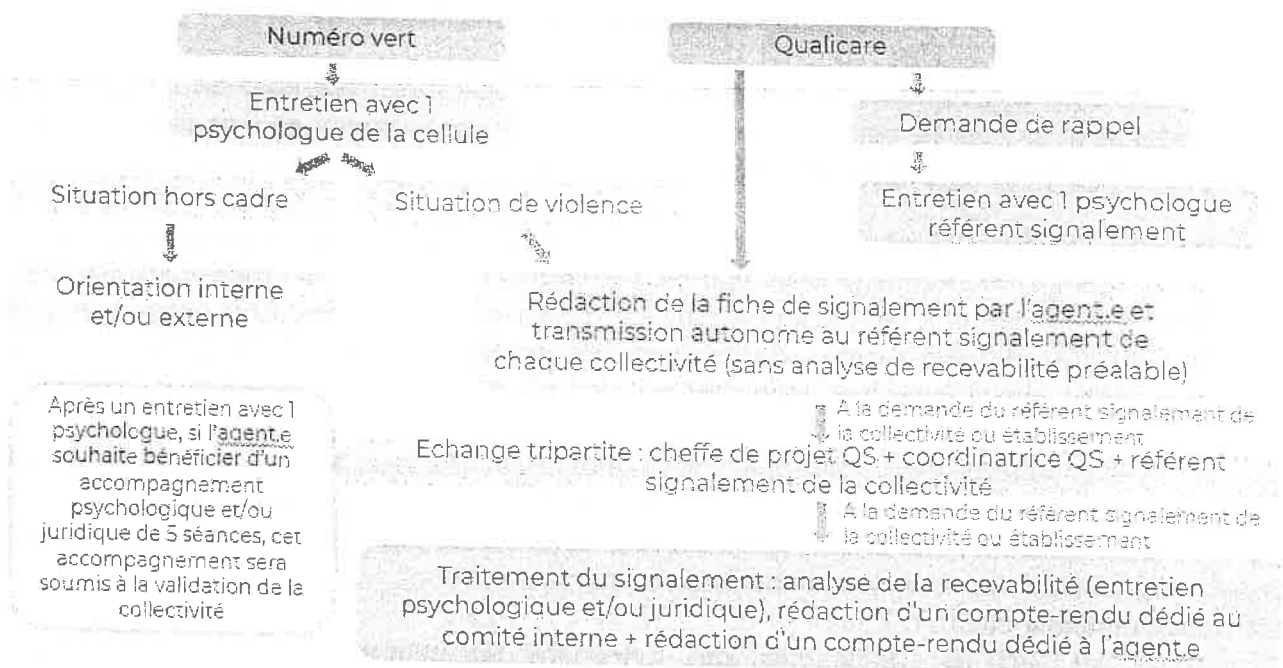 Numéro vert
Qualicare
Entretien avec 1
psychologue de la cellule
Demande de rappel
Situation hors cadre
Situation de violence
Entretien avec 1 psychologue
référent signalement
Orientation interne
et/ou externe
Rédaction de la fiche de signalement par l'agent.e et
transmission autonome au référent signalement de
chaque collectivité (sans analyse de recevabilité préalable)
Après un entretien avec 1
psychologue, si l'agent.e
souhaite bénéficier d'un
accompagnement
psychologique et/ou
juridique de 5 séances, cet
accompagnement sera
soumis à la validation de la
collectivité
A la demande du référent signalement de
la collectivité ou établissement
Echange tripartite : cheffe de projet QS + coordinatrice QS + référent
signalement de la collectivité
A la demande du référent signalement de
la collectivité ou établissement
Traitement du signalement : analyse de la recevabilité (entretien
psychologique et/ou juridique), rédaction d'un compte-rendu dédié au
comité interne + rédaction d'un compte-rendu dédié à l'agent.e